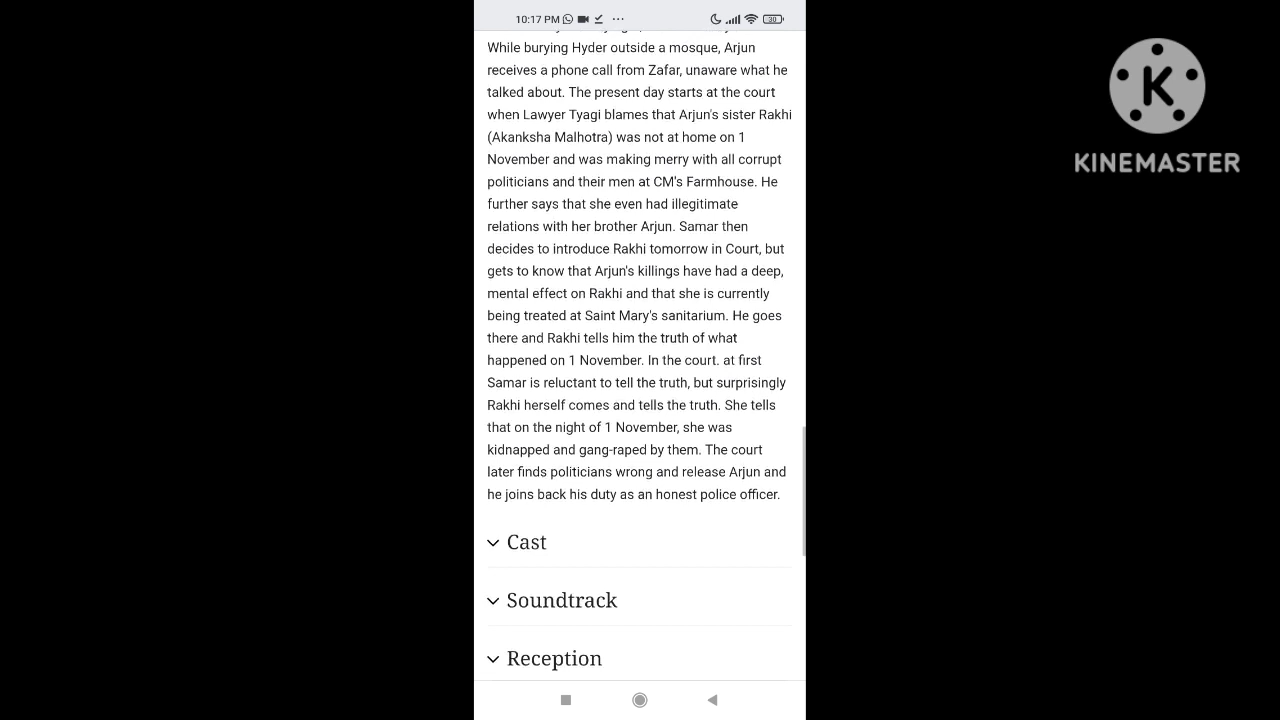 10:17 PM
30
While burying Hyder outside a mosque, Arjun
receives a phone call from Zafar, unaware what he
talked about. The present day starts at the court
when Lawyer Tyagi blames that Arjun's sister Rakhi
(Akanksha Malhotra) was not at home on 1
November and was making merry with all corrupt
politicians and their men at CM's Farmhouse. He
further says that she even had illegitimate
relations with her brother Arjun. Samar then
decides to introduce Rakhi tomorrow in Court, but
gets to know that Arjun's killings have had a deep,
mental effect on Rakhi and that she is currently
being treated at Saint Mary's sanitarium. He goes
there and Rakhi tells him the truth of what
happened on 1 November. In the court. at first
Samar is reluctant to tell the truth, but surprisingly
Rakhi herself comes and tells the truth. She tells
that on the night of 1 November, she was
kidnapped and gang-raped by them. The court
later finds politicians wrong and release Arjun and
he joins back his duty as an honest police officer.
Cast
Soundtrack
Reception
K
KINEMASTER